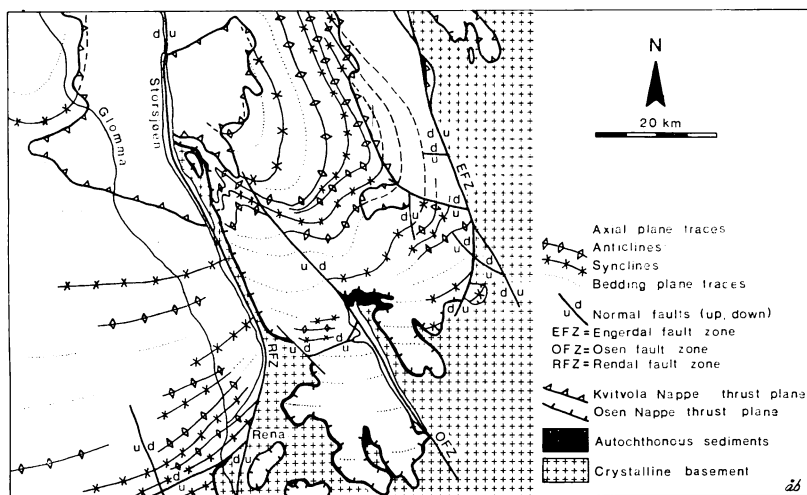 N
20 km
Axial plane traces
Anticlines
Synclines
Bedding plane traces
d
u
Normal faults (up, down)
EFZ = Engerdal fault zone
OFZ = Osen fault zone
RFZ = Rendal fault zone
Kvitvola Nappe thrust plane
Osen Nappe thrust plane
Autochthonous sediments
Crystalline basement
åb
Glomma
Storsjøen
EFZ
RFZ
OFZ
Rena
d u
u
d
u
d
d u
d
u
d
u
d
u
d
u
u d
d
u
u d
d u